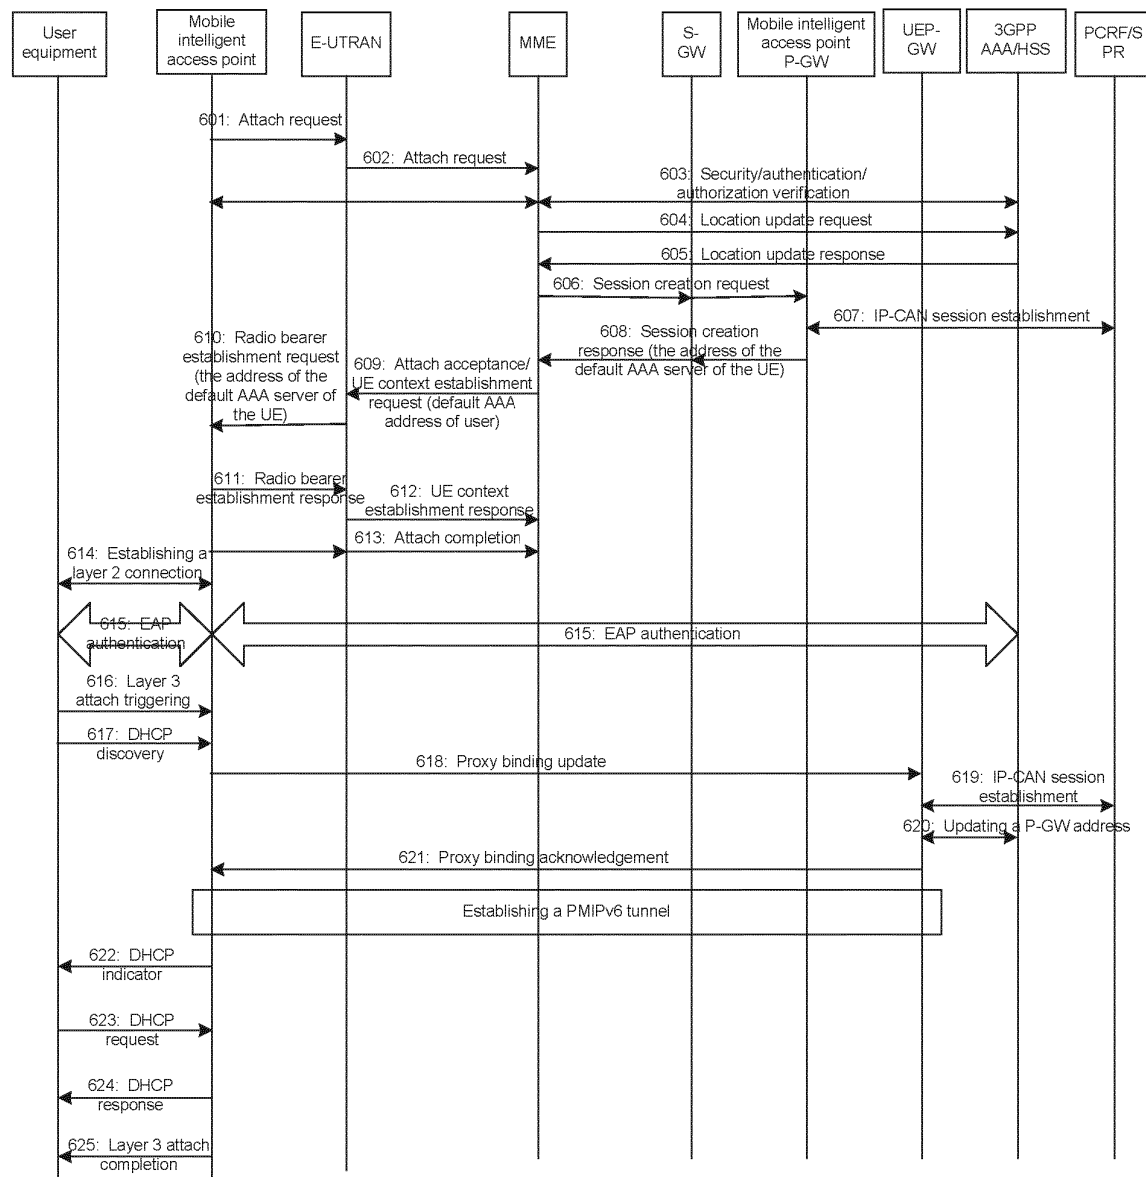 User
equipment
Mobile
intelligent
access point
E-UTRAN
MME
S-
GW
Mobile intelligent
access point
P-GW
UEP-
GW
3GPP
AAA/HSS
PCRF/S
PR
601: Attach request
602: Attach request
603: Security/authentication/
authorization verification
604: Location update request
605: Location update response
606: Session creation request
607: IP-CAN session establishment
608: Session creation
response (the address of the
default AAA server of the UE)
609: Attach acceptance/
UE context establishment
request (default AAA
address of user)
610: Radio bearer
establishment request
(the address of the
default AAA server of
the UE)
611: Radio bearer
establishment response
612: UE context
establishment response
613: Attach completion
614: Establishing a
layer 2 connection
615: EAP
authentication
615: EAP authentication
616: Layer 3
attach triggering
617: DHCP
discovery
618: Proxy binding update
619: IP-CAN session
establishment
620: Updating a P-GW address
621: Proxy binding acknowledgement
Establishing a PMIPv6 tunnel
622: DHCP
indicator
623: DHCP
request
624: DHCP
response
625: Layer 3 attach
completion